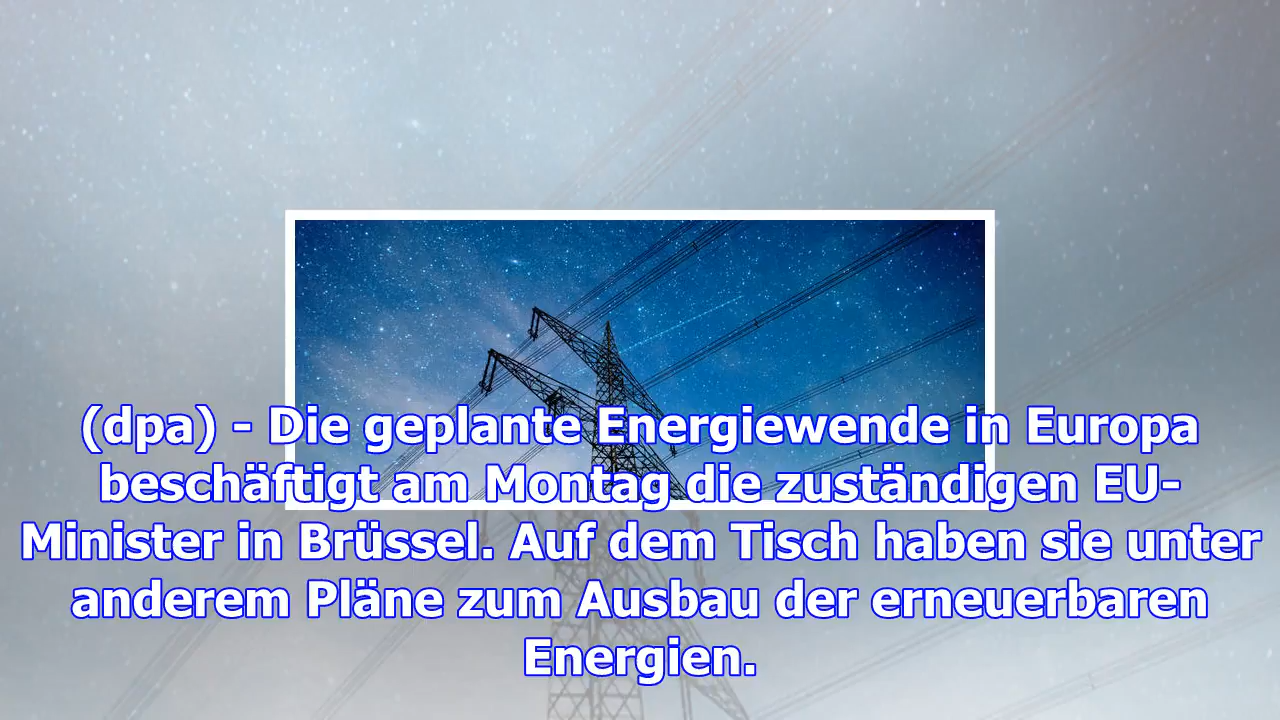 (dpa) - Die geplante Energiewende in Europa
beschäftigt am Montag die zuständigen EU-
Minister in Brüssel. Auf dem Tisch haben sie unter
anderem Pläne zum Ausbau der erneuerbaren
Energien.